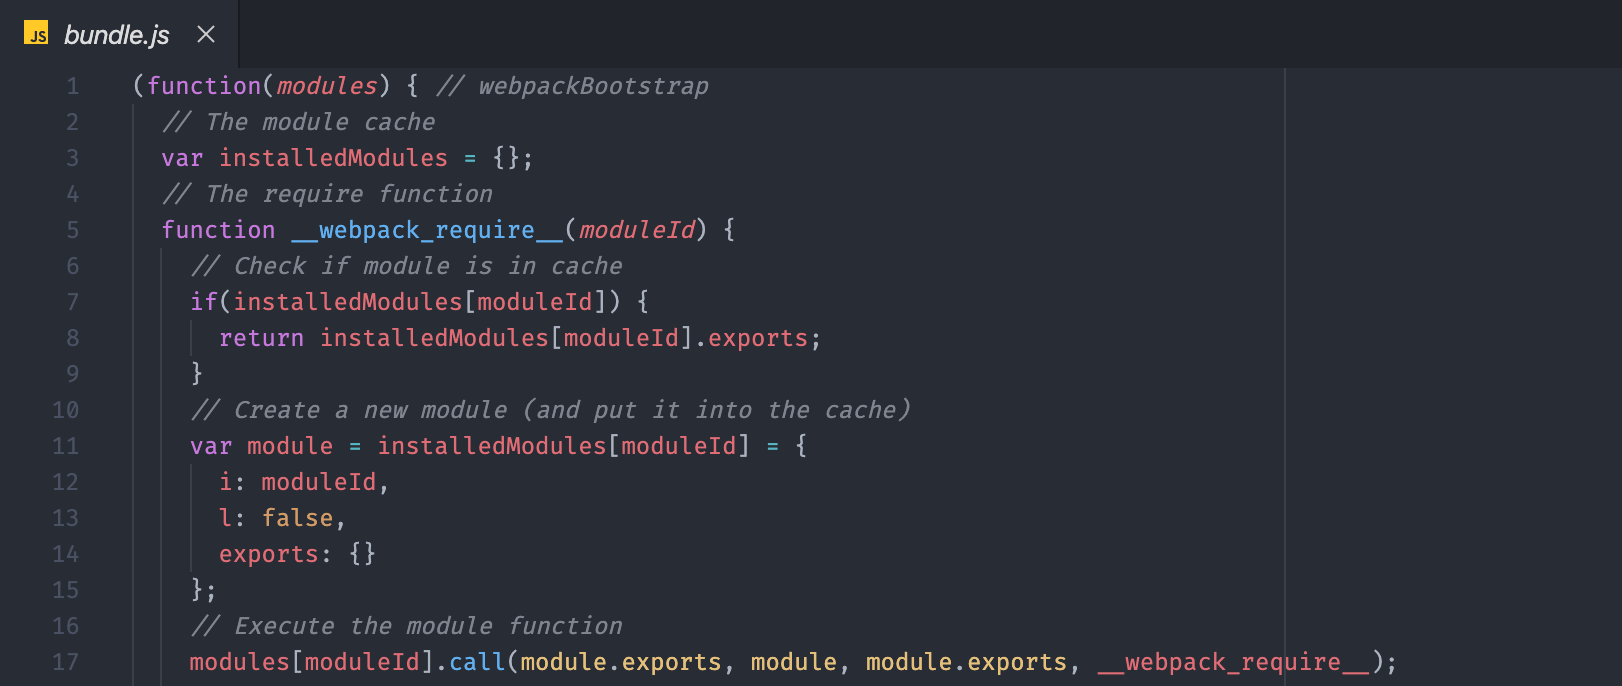 JS bundle.js
1 (function(modules) { // webpackBootstrap
2   // The module cache
3   var installedModules = {};
4   // The require function
5   function __webpack_require__(moduleId) {
6     // Check if module is in cache
7     if(installedModules[moduleId]) {
8       return installedModules[moduleId].exports;
9     }
10     // Create a new module (and put it into the cache)
11     var module = installedModules[moduleId] = {
12       i: moduleId,
13       l: false,
14       exports: {}
15     };
16     // Execute the module function
17     modules[moduleId].call(module.exports, module, module.exports, __webpack_require__);